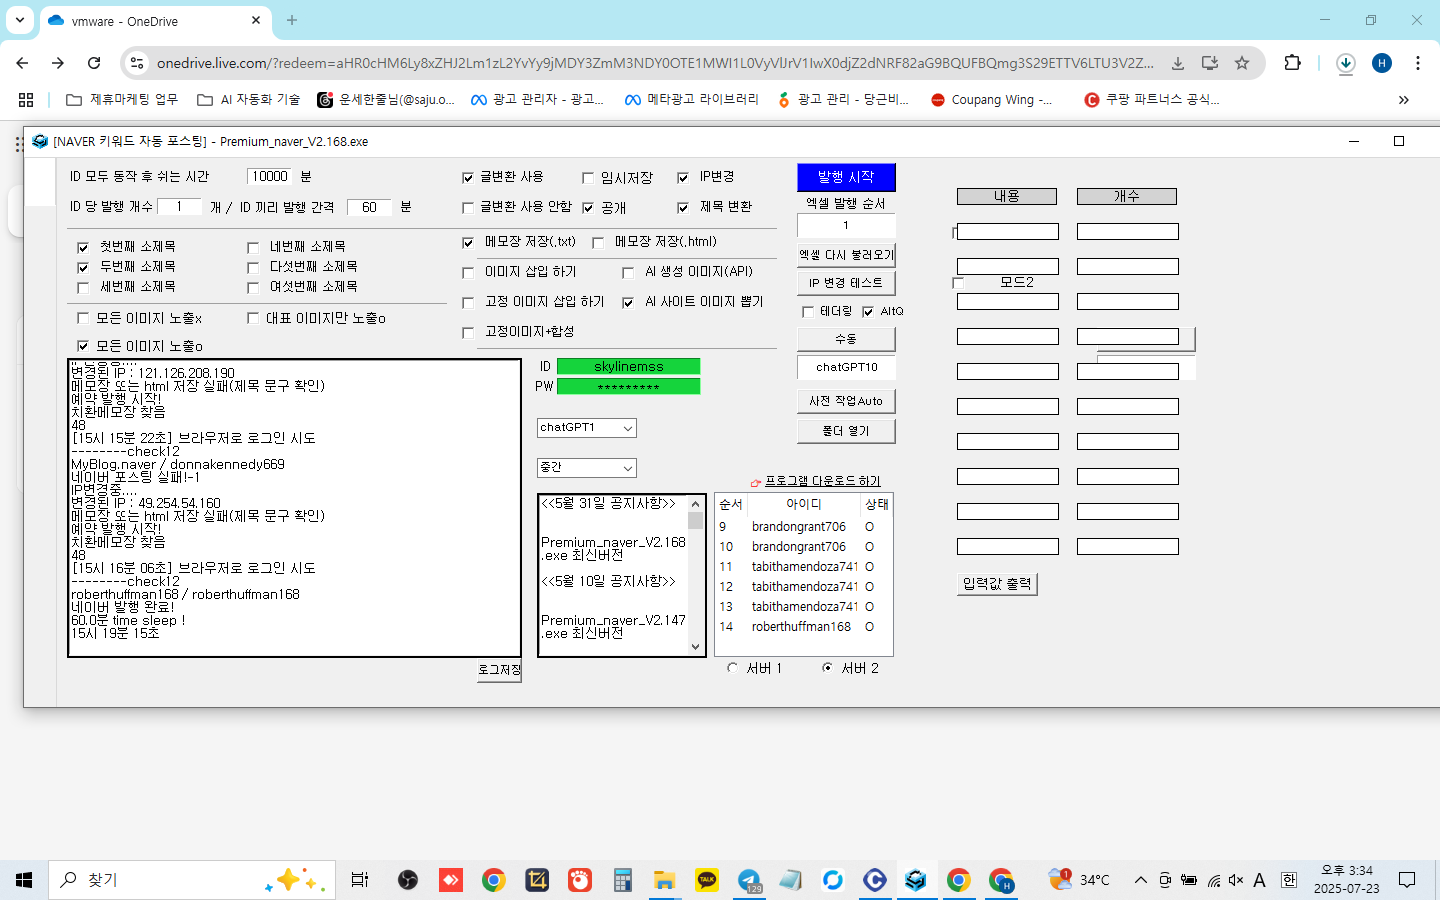 vmware - OneDrive
onedrive.live.com/?redeem=aHR0cHM6Ly8xZHJ2Lm1zL2YvYy9jMDY3ZmM3NDY0OTE1MWI1L0VyVlJrV1IwX0djZ2dNRF82aG9BQUFBQmg3S29ETTV6LTU3V2Z...
제휴마케팅 업무
AI 자동화 기술
운세한줄님(@saju.o...
광고 관리자 - 광고...
메타광고 라이브러리
광고 관리 - 당근비...
Coupang Wing -...
쿠팡 파트너스 공식...
[NAVER 키워드 자동 포스팅] - Premium_naver_V2.168.exe
ID 모두 동작 후 쉬는 시간 10000 분
ID 당 발행 개수 1 개 / ID 끼리 발행 간격 60 분
첫번째 소제목 네번째 소제목
두번째 소제목 다섯번째 소제목
세번째 소제목 여섯번째 소제목
모든 이미지 노출x 대표 이미지만 노출o
모든 이미지 노출o
글변환 사용 임시저장 IP변경
글변환 사용 안함 공개 제목 변환
메모장 저장(.txt) 메모장 저장(.html)
이미지 삽입 하기 AI 생성 이미지(API)
고정 이미지 삽입 하기 AI 사이트 이미지 뽑기
고정이미지+합성
발행 시작
엑셀 발행 순서
1
엑셀 다시 불러오기
IP 변경 테스트
테더링 AltQ
수동
chatGPT10
사전 작업Auto
폴더 열기
내용 개수
모드2
입력값 출력
변경된 IP : 121.126.208.190
메모장 또는 html 저장 실패(제목 문구 확인)
예약 발행 시작!
치환메모장 찾음
48
[15시 15분 22초] 브라우저로 로그인 시도
--------check12
MyBlog.naver / donnakennedy669
네이버 포스팅 실패!-1
IP변경중....
변경된 IP : 49.254.54.160
메모장 또는 html 저장 실패(제목 문구 확인)
예약 발행 시작!
치환메모장 찾음
48
[15시 16분 06초] 브라우저로 로그인 시도
--------check12
roberthuffman168 / roberthuffman168
네이버 발행 완료!
60.0분 time sleep !
15시 19분 15초
로그저장
ID skylinemss
PW *********
chatGPT1
중간
<<5월 31일 공지사항>>
Premium_naver_V2.168
.exe 최신버전
<<5월 10일 공지사항>>
Premium_naver_V2.147
.exe 최신버전
프로그램 다운로드 하기
순서 아이디 상태
9 brandongrant706 O
10 brandongrant706 O
11 tabithamendoza741 O
12 tabithamendoza741 O
13 tabithamendoza741 O
14 roberthuffman168 O
서버 1 서버 2
찾기
TALK
129
H
1
34°C
A
한
오후 3:34
2025-07-23